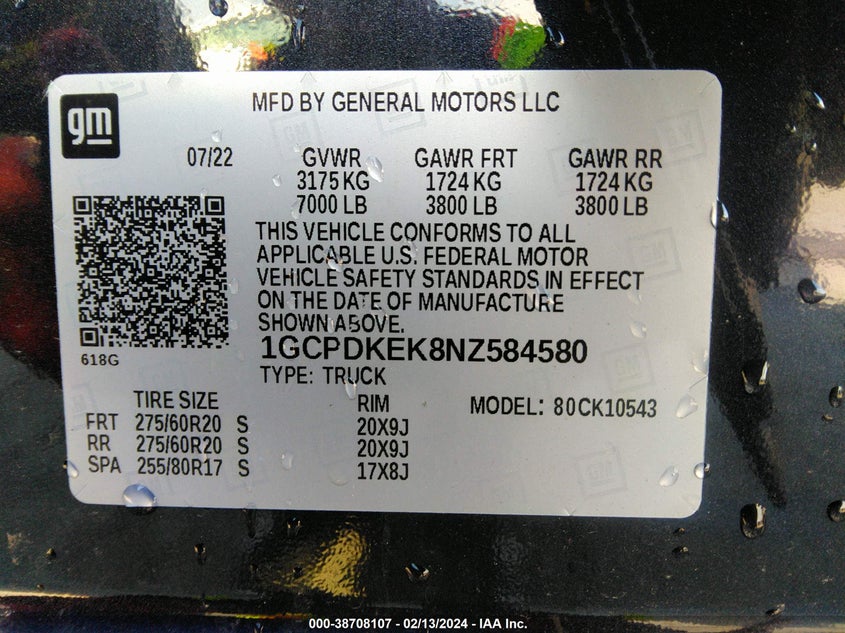 gm
MFD BY GENERAL MOTORS LLC
07/22 GVWR GAWR FRT GAWR RR
3175 KG 1724 KG 1724 KG
7000 LB 3800 LB 3800 LB
THIS VEHICLE CONFORMS TO ALL
APPLICABLE U.S. FEDERAL MOTOR
VEHICLE SAFETY STANDARDS IN EFFECT
ON THE DATE OF MANUFACTURE
SHOWN ABOVE.
618G
1GCPDKEK8NZ584580
TYPE: TRUCK
TIRE SIZE RIM MODEL: 80CK10543
FRT 275/60R20 S 20X9J
RR 275/60R20 S 20X9J
SPA 255/80R17 S 17X8J
000-38708107 - 02/13/2024 - IAA Inc.